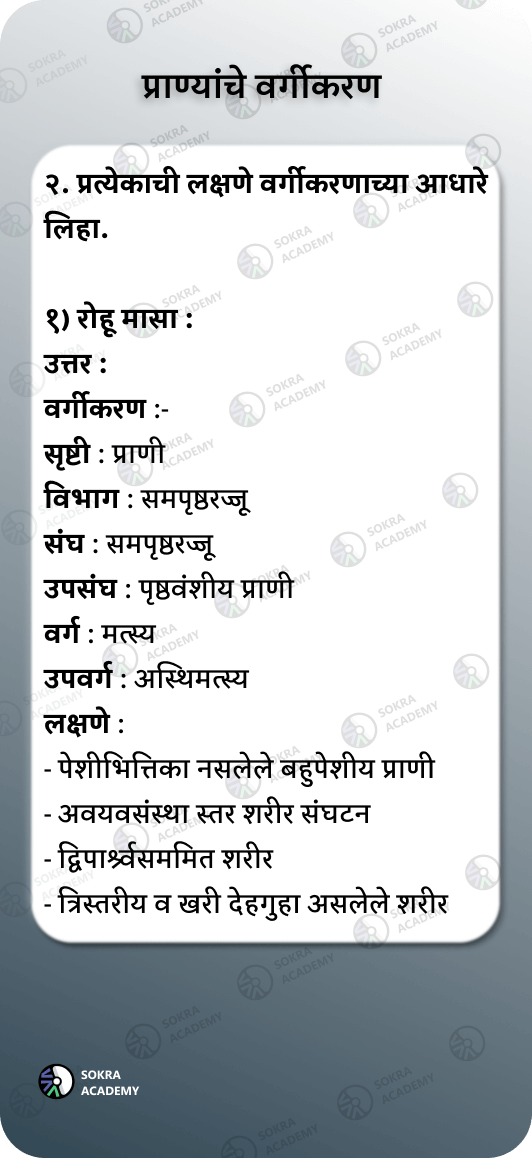 प्राण्यांचे वर्गीकरण
२. प्रत्येकाची लक्षणे वर्गीकरणाच्या आधारे
लिहा.
१) रोहू मासा :
उत्तर :
वर्गीकरण :-
सृष्टी : प्राणी
विभाग : समपृष्ठरज्जू
संघ : समपृष्ठरज्जू
उपसंघ : पृष्ठवंशीय प्राणी
वर्ग : मत्स्य
उपवर्ग : अस्थिमत्स्य
लक्षणे :
- पेशीभित्तिका नसलेले बहुपेशीय प्राणी
- अवयवसंस्था स्तर शरीर संघटन
- द्विपार्श्र्वसममित शरीर
- त्रिस्तरीय व खरी देहगुहा असलेले शरीर
SOKRA
ACADEMY